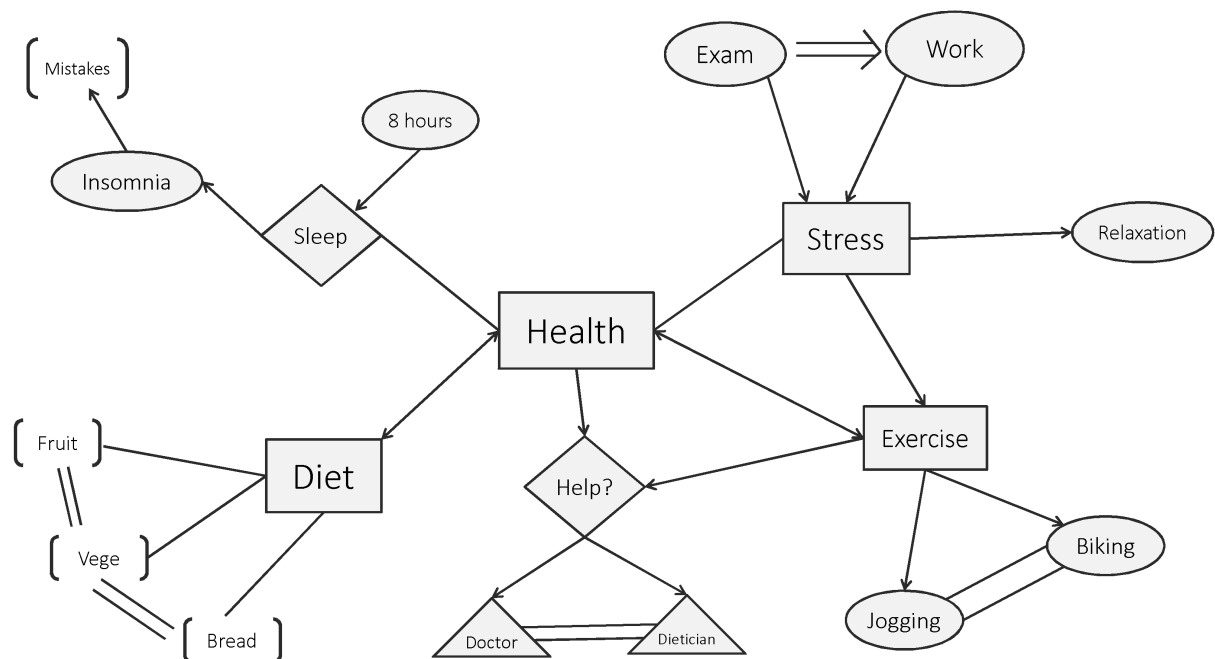 Exam
Work
Mistakes
8 hours
Insomnia
Sleep
Stress
Relaxation
Health
Fruit
Diet
Exercise
Help?
Vege
Biking
Bread
Doctor
Dietician
Jogging